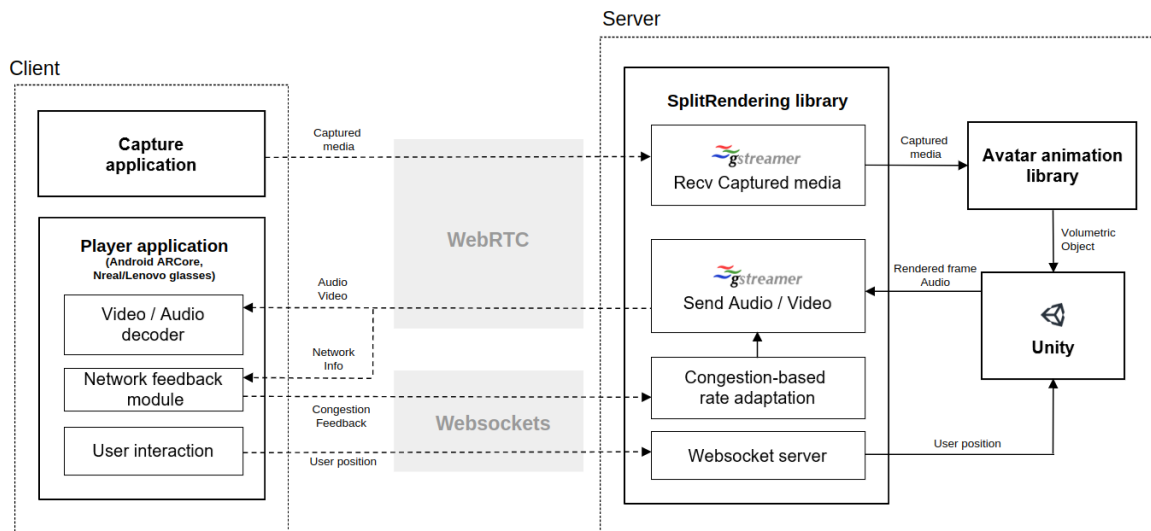 Server
Client
Capture
application
Captured
media
WebRTC
SplitRendering library
gstreamer
Recv Captured media
Captured
media
Avatar animation
library
Volumetric
Object
Player application
(Android ARCore,
Nreal/Lenovo glasses)
Video / Audio
decoder
Audio
Video
gstreamer
Send Audio / Video
Rendered frame
Audio
Unity
Network feedback
module
Network
Info
Congestion
Feedback
Websockets
Congestion-based
rate adaptation
User interaction
User position
Websocket server
User position